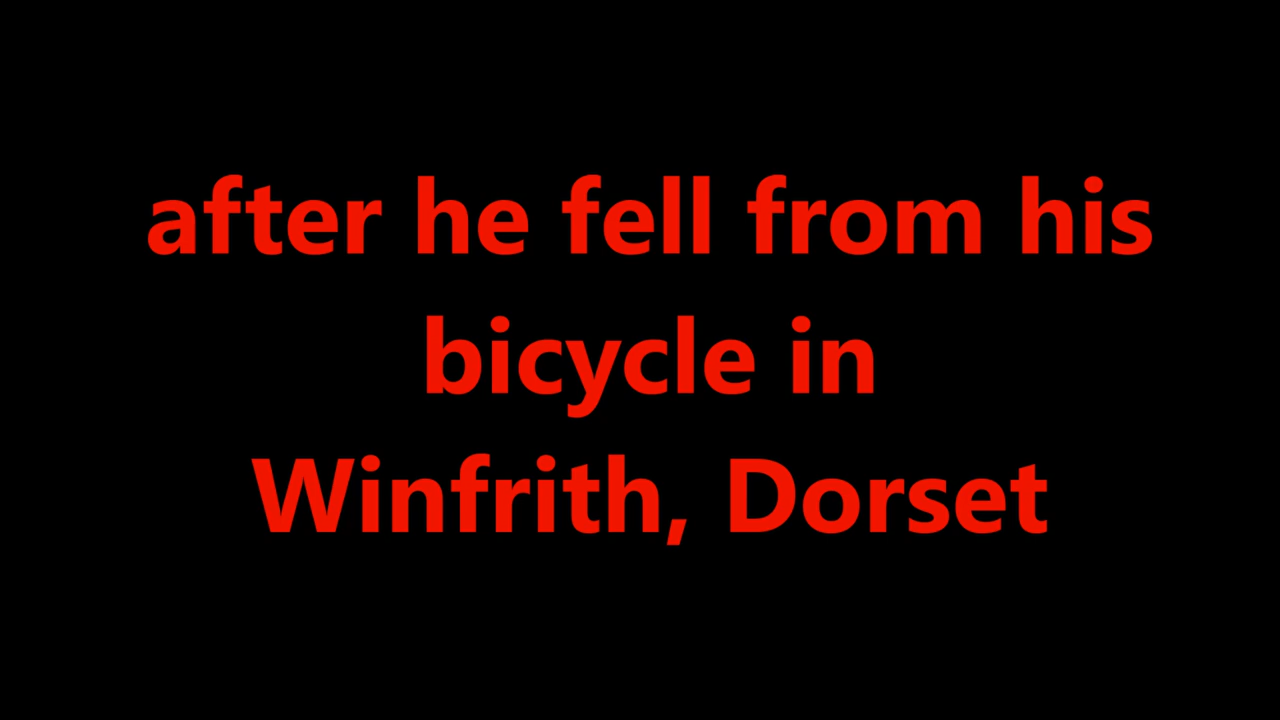 after he fell from his
bicycle in
Winfrith, Dorset